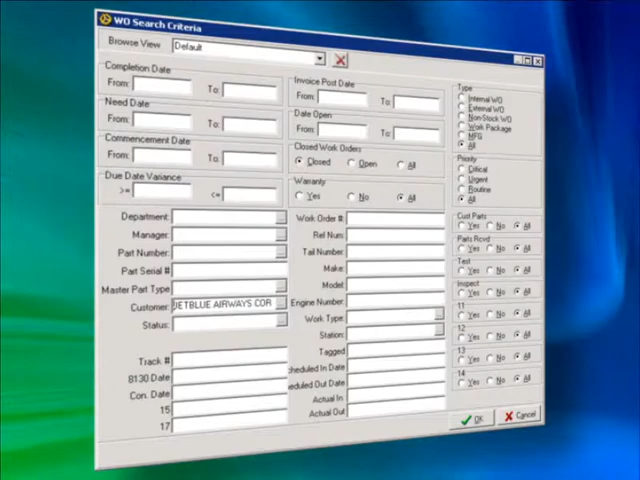 WO Search Criteria
Browse View Default
Completion Date
From: To:
Need Date
From: To:
Commencement Date
From: To:
Due Date Variance
>= <=
Invoice Post Date
From: To:
Date Open
From: To:
Closed Work Orders
Closed Open All
Warranty
Yes No All
Type
Internal WO
External WO
Non-Stock WO
Work Package
MFG
All
Priority
Critical
Urgent
Routine
All
Department:
Manager:
Part Number:
Part Serial #
Master Part Type
Customer: JETBLUE AIRWAYS COR
Status:
Track #
8130 Date
Con. Date
15
17
Work Order #:
Rel Num:
Tail Number:
Make:
Model:
Engine Number:
Work Type:
Station:
Tagged
cheduled In Date
eduled Out Date
Actual In
Actual Out
Cust Parts
Yes No All
Parts Rcvd
Yes No All
Test
Yes No All
Inspect
Yes No All
11
Yes No All
12
Yes No All
13
Yes No All
14
Yes No All
OK Cancel